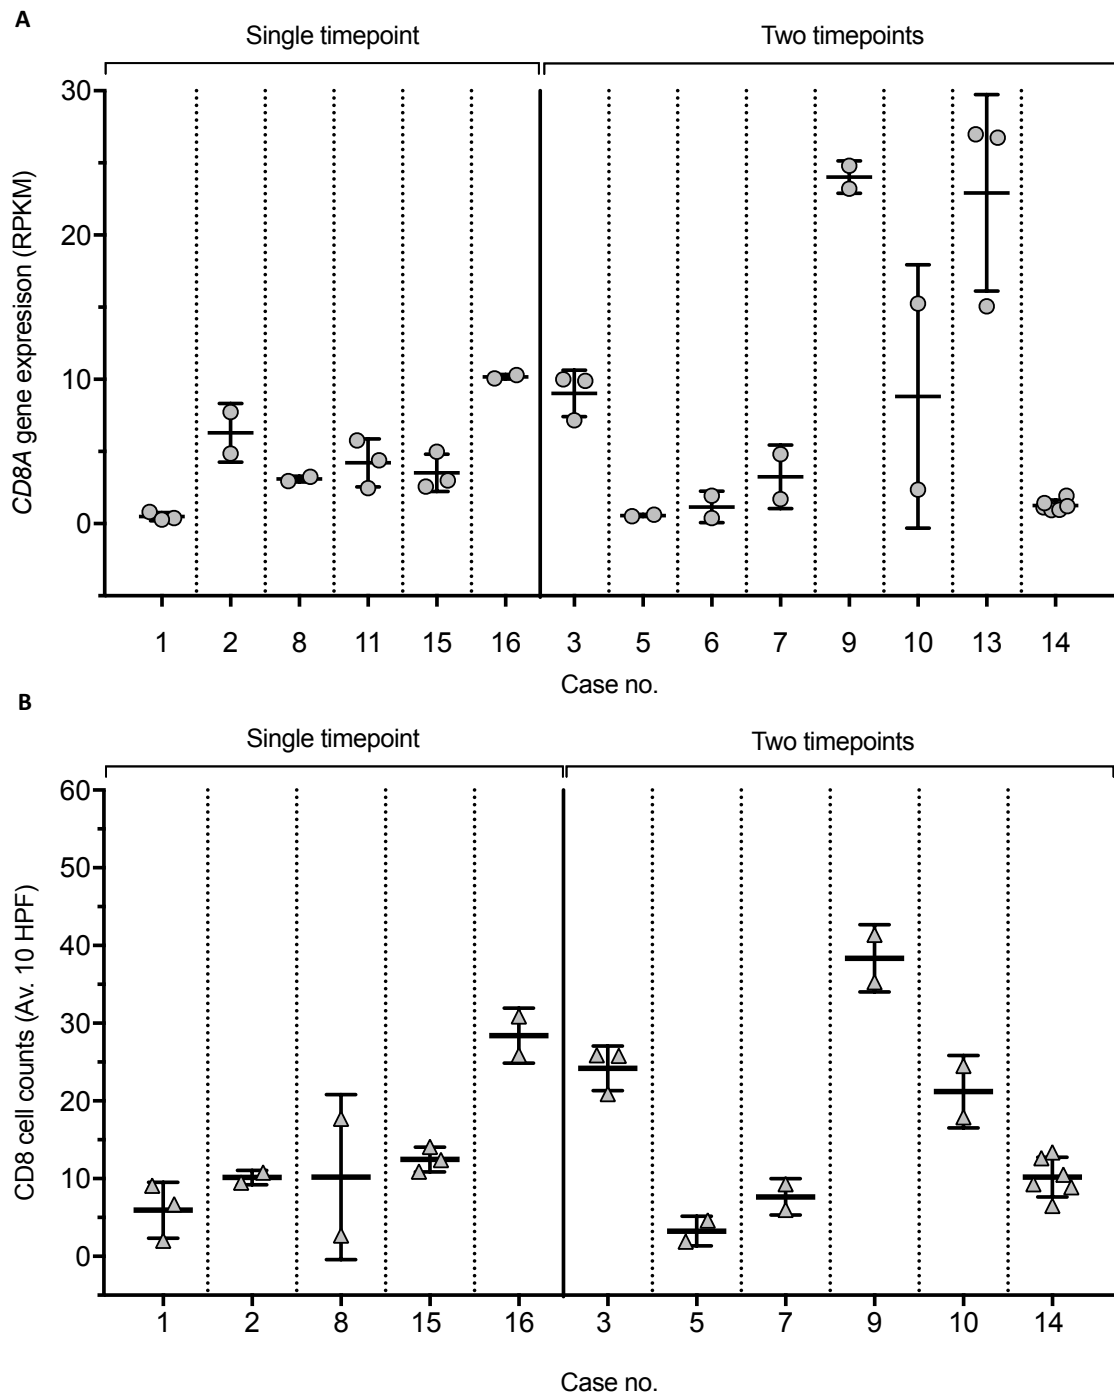 A
Single timepoint
Two timepoints
CD8A gene expresison (RPKM)
30
20
10
0
1 2 8 11 15 16 3 5 6 7 9 10 13 14
Case no.
B
Single timepoint
Two timepoints
CD8 cell counts (Av. 10 HPF)
60
50
40
30
20
10
0
1 2 8 15 16 3 5 7 9 10 14
Case no.